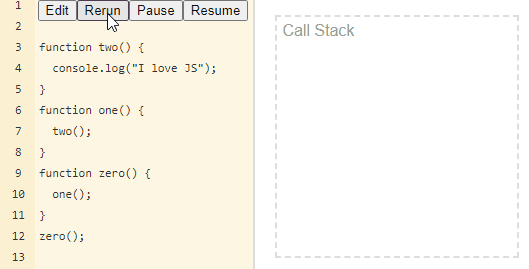 1
Edit Rerun Pause Resume
Call Stack
2
3 function two() {
4   console.log("I love JS");
5 }
6 function one() {
7   two();
8 }
9 function zero() {
10   one();
11 }
12 zero();
13